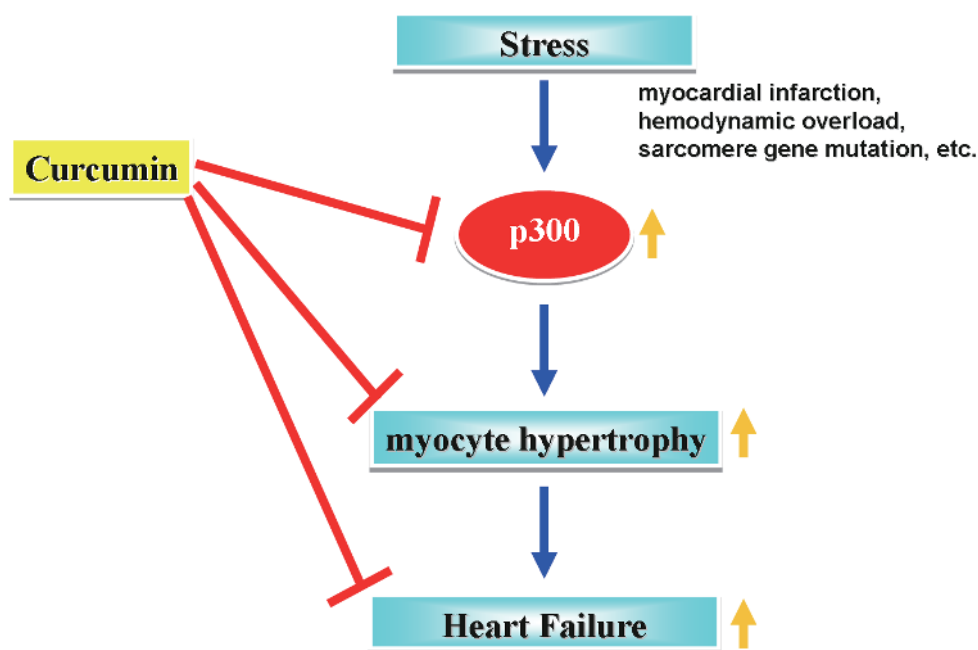 Stress
myocardial infarction,
hemodynamic overload,
sarcomere gene mutation, etc.
Curcumin
p300
myocyte hypertrophy
Heart Failure